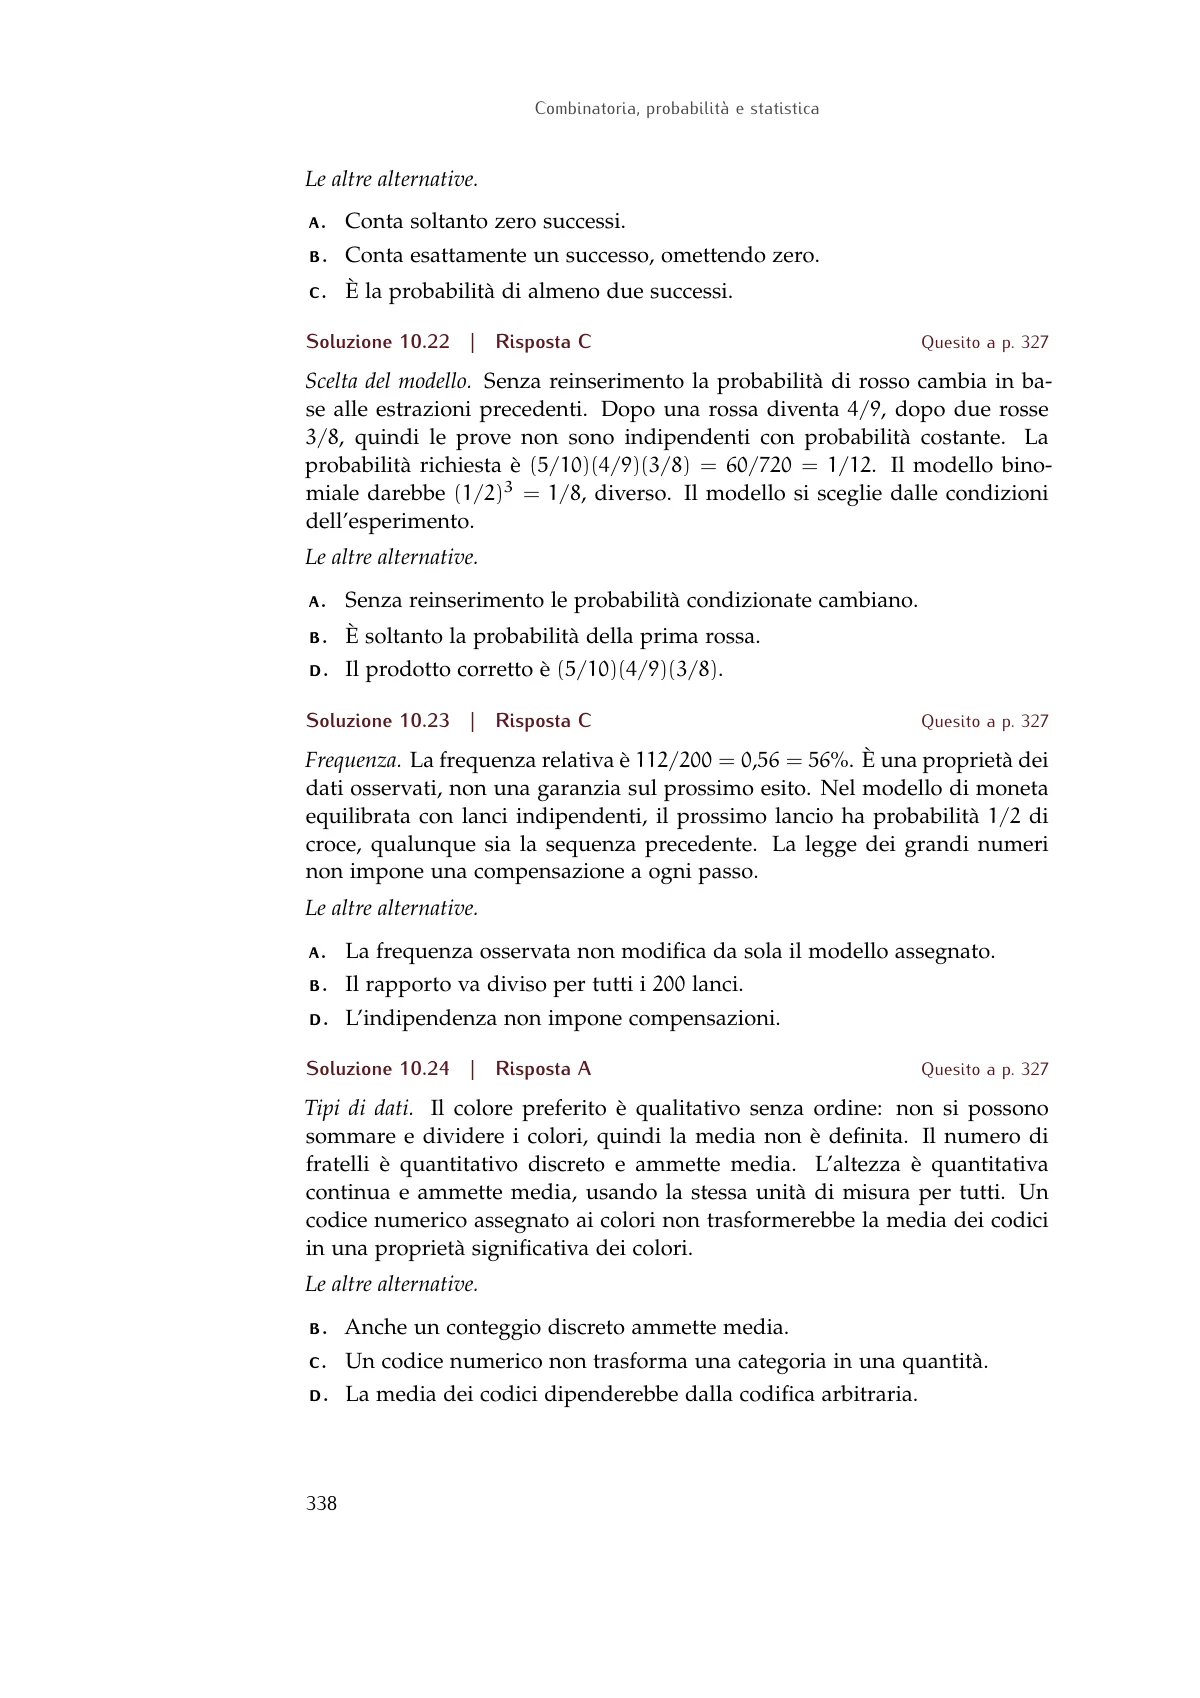 Combinatoria, probabilità e statistica
Le altre alternative.
A. Conta soltanto zero successi.
B. Conta esattamente un successo, omettendo zero.
C. È la probabilità di almeno due successi.
Soluzione 10.22 | Risposta C Quesito a p. 327
Scelta del modello. Senza reinserimento la probabilità di rosso cambia in ba-
se alle estrazioni precedenti. Dopo una rossa diventa 4/9, dopo due rosse
3/8, quindi le prove non sono indipendenti con probabilità costante. La
probabilità richiesta è (5/10)(4/9)(3/8) = 60/720 = 1/12. Il modello bino-
miale darebbe (1/2)³ = 1/8, diverso. Il modello si sceglie dalle condizioni
dell'esperimento.
Le altre alternative.
A. Senza reinserimento le probabilità condizionate cambiano.
B. È soltanto la probabilità della prima rossa.
D. Il prodotto corretto è (5/10)(4/9)(3/8).
Soluzione 10.23 | Risposta C Quesito a p. 327
Frequenza. La frequenza relativa è 112/200 = 0,56 = 56%. È una proprietà dei
dati osservati, non una garanzia sul prossimo esito. Nel modello di moneta
equilibrata con lanci indipendenti, il prossimo lancio ha probabilità 1/2 di
croce, qualunque sia la sequenza precedente. La legge dei grandi numeri
non impone una compensazione a ogni passo.
Le altre alternative.
A. La frequenza osservata non modifica da sola il modello assegnato.
B. Il rapporto va diviso per tutti i 200 lanci.
D. L'indipendenza non impone compensazioni.
Soluzione 10.24 | Risposta A Quesito a p. 327
Tipi di dati. Il colore preferito è qualitativo senza ordine: non si possono
sommare e dividere i colori, quindi la media non è definita. Il numero di
fratelli è quantitativo discreto e ammette media. L'altezza è quantitativa
continua e ammette media, usando la stessa unità di misura per tutti. Un
codice numerico assegnato ai colori non trasformerebbe la media dei codici
in una proprietà significativa dei colori.
Le altre alternative.
B. Anche un conteggio discreto ammette media.
C. Un codice numerico non trasforma una categoria in una quantità.
D. La media dei codici dipenderebbe dalla codifica arbitraria.
338